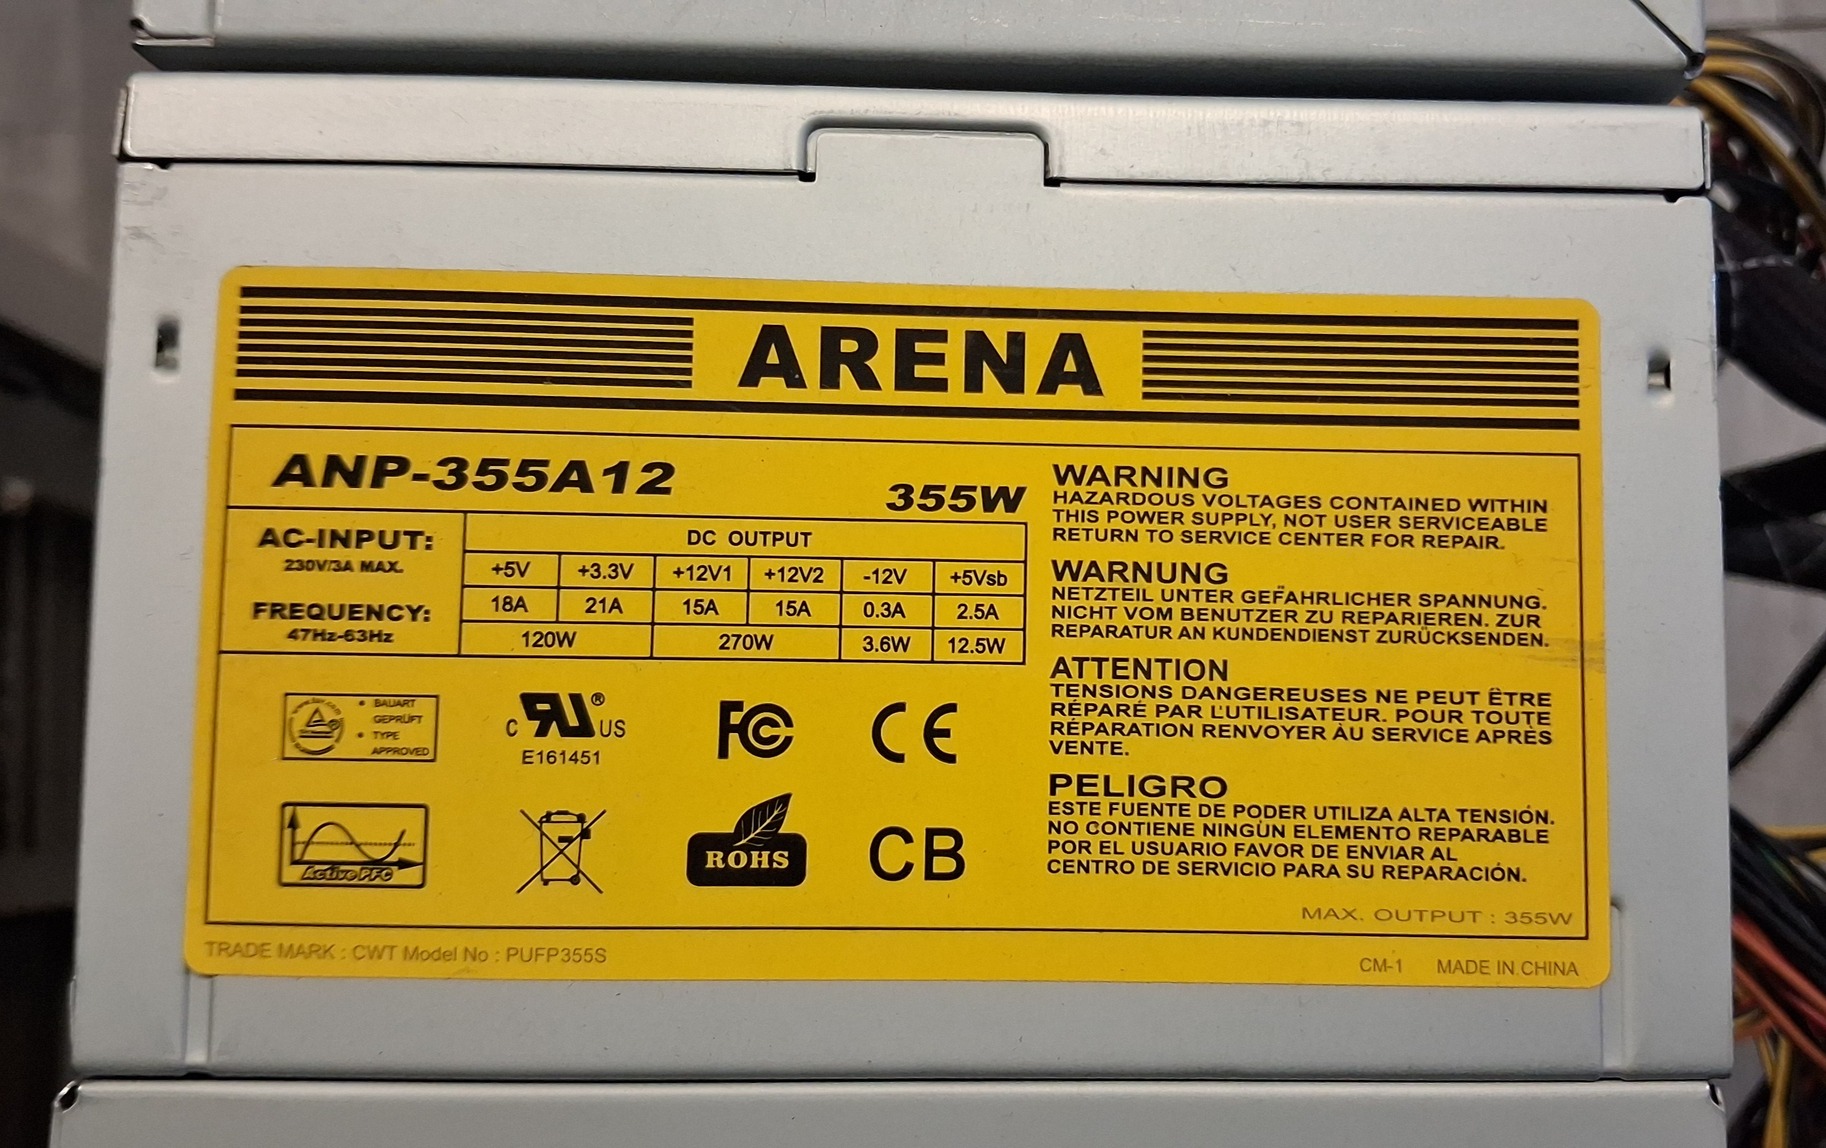 ARENA
ANP-355A12
355W
AC-INPUT:
230V/3A MAX.
FREQUENCY:
47Hz-63Hz
DC OUTPUT
+5V +3.3V +12V1 +12V2 -12V +5Vsb
18A 21A 15A 15A 0.3A 2.5A
120W 270W 3.6W 12.5W
BAUART
GEPRÜFT
TYPE
APPROVED
C RU ® US
E161451
FC
CE
Active PFC
ROHS
CB
WARNING
HAZARDOUS VOLTAGES CONTAINED WITHIN
THIS POWER SUPPLY, NOT USER SERVICEABLE
RETURN TO SERVICE CENTER FOR REPAIR.
WARNUNG
NETZTEIL UNTER GEFÄHRLICHER SPANNUNG.
NICHT VOM BENUTZER ZU REPARIEREN. ZUR
REPARATUR AN KUNDENDIENST ZURÜCKSENDEN.
ATTENTION
TENSIONS DANGEREUSES NE PEUT ÊTRE
RÉPARÉ PAR L'UTILISATEUR. POUR TOUTE
RÉPARATION RENVOYER ÀU SERVICE APRÈS
VENTE.
PELIGRO
ESTE FUENTE DE PODER UTILIZA ALTA TENSIÓN.
NO CONTIENE NINGÚN ELEMENTO REPARABLE
POR EL USUARIO FAVOR DE ENVIAR AL
CENTRO DE SERVICIO PARA SU REPARACIÓN.
MAX. OUTPUT : 355W
TRADE MARK : CWT Model No : PUFP355S
CM-1 MADE IN CHINA